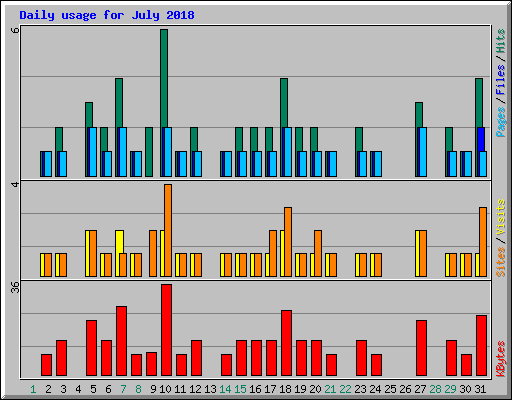 Daily usage for July 2018
6
Pages / Files / Hits
4
Sites / Visits
36
KBytes
1 2 3 4 5 6 7 8 9 10 11 12 13 14 15 16 17 18 19 20 21 22 23 24 25 26 27 28 29 30 31